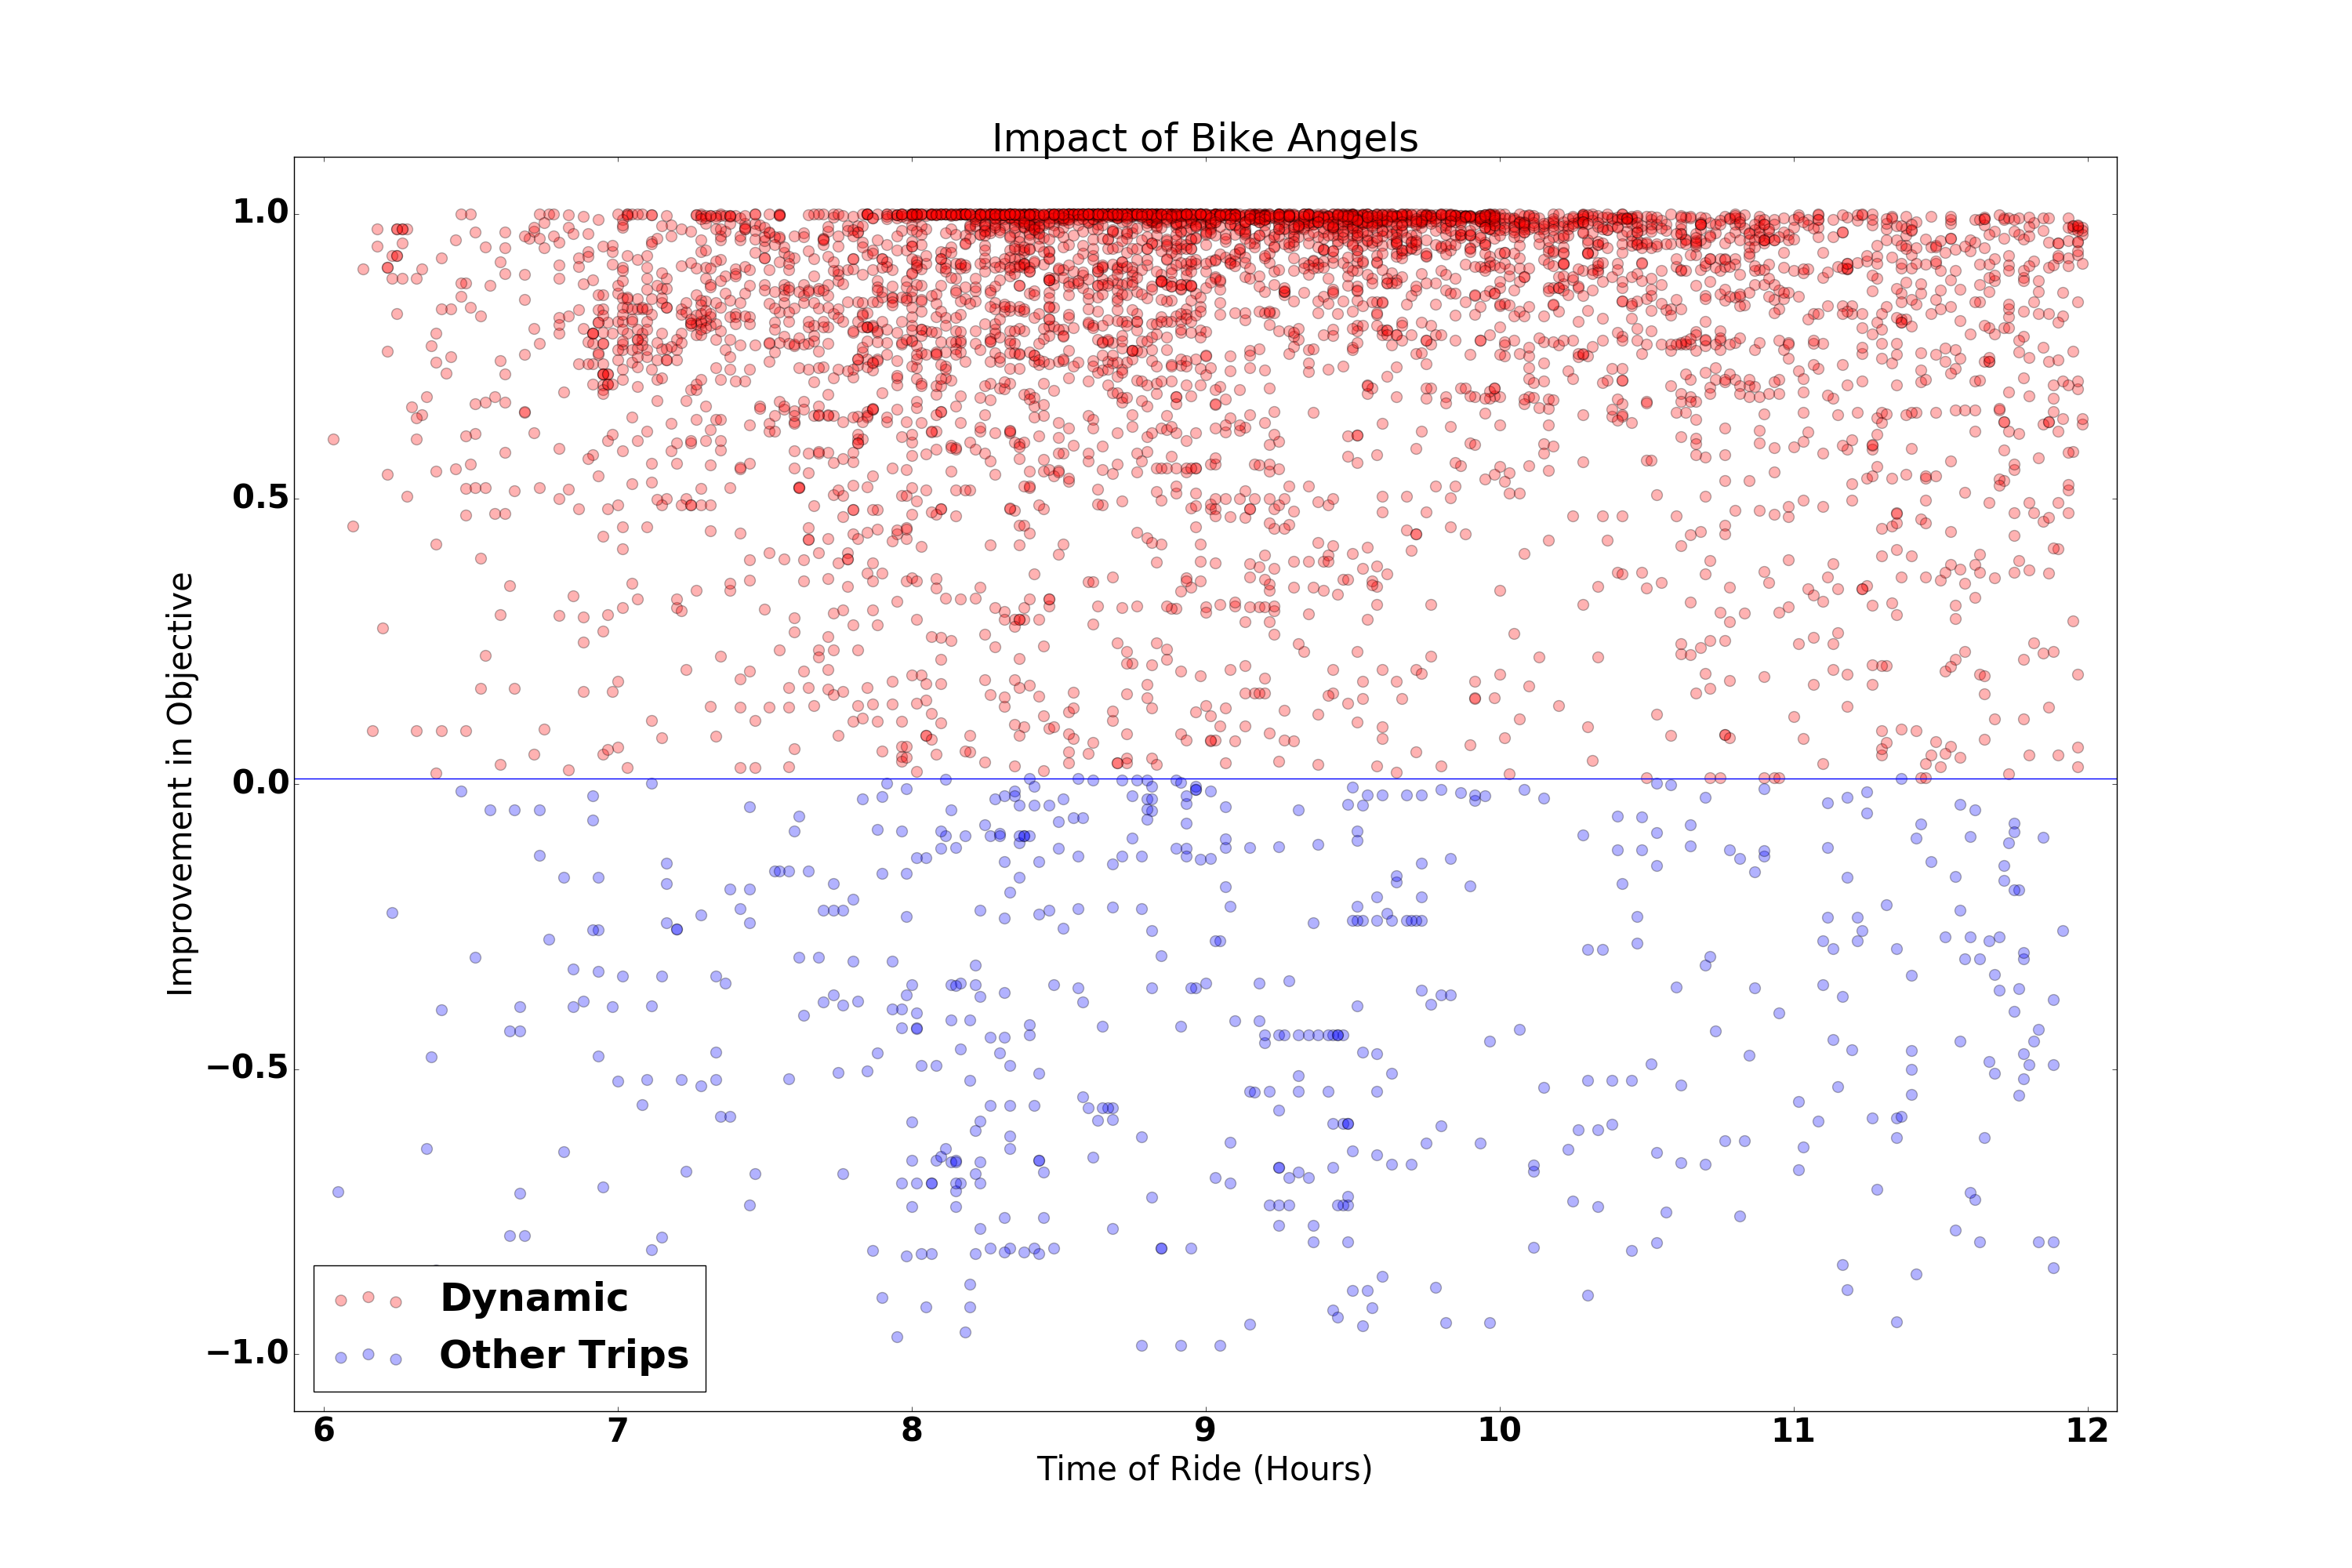 Impact of Bike Angels
Improvement in Objective
1.0
0.5
0.0
−0.5
−1.0
Dynamic
Other Trips
6 7 8 9 10 11 12
Time of Ride (Hours)